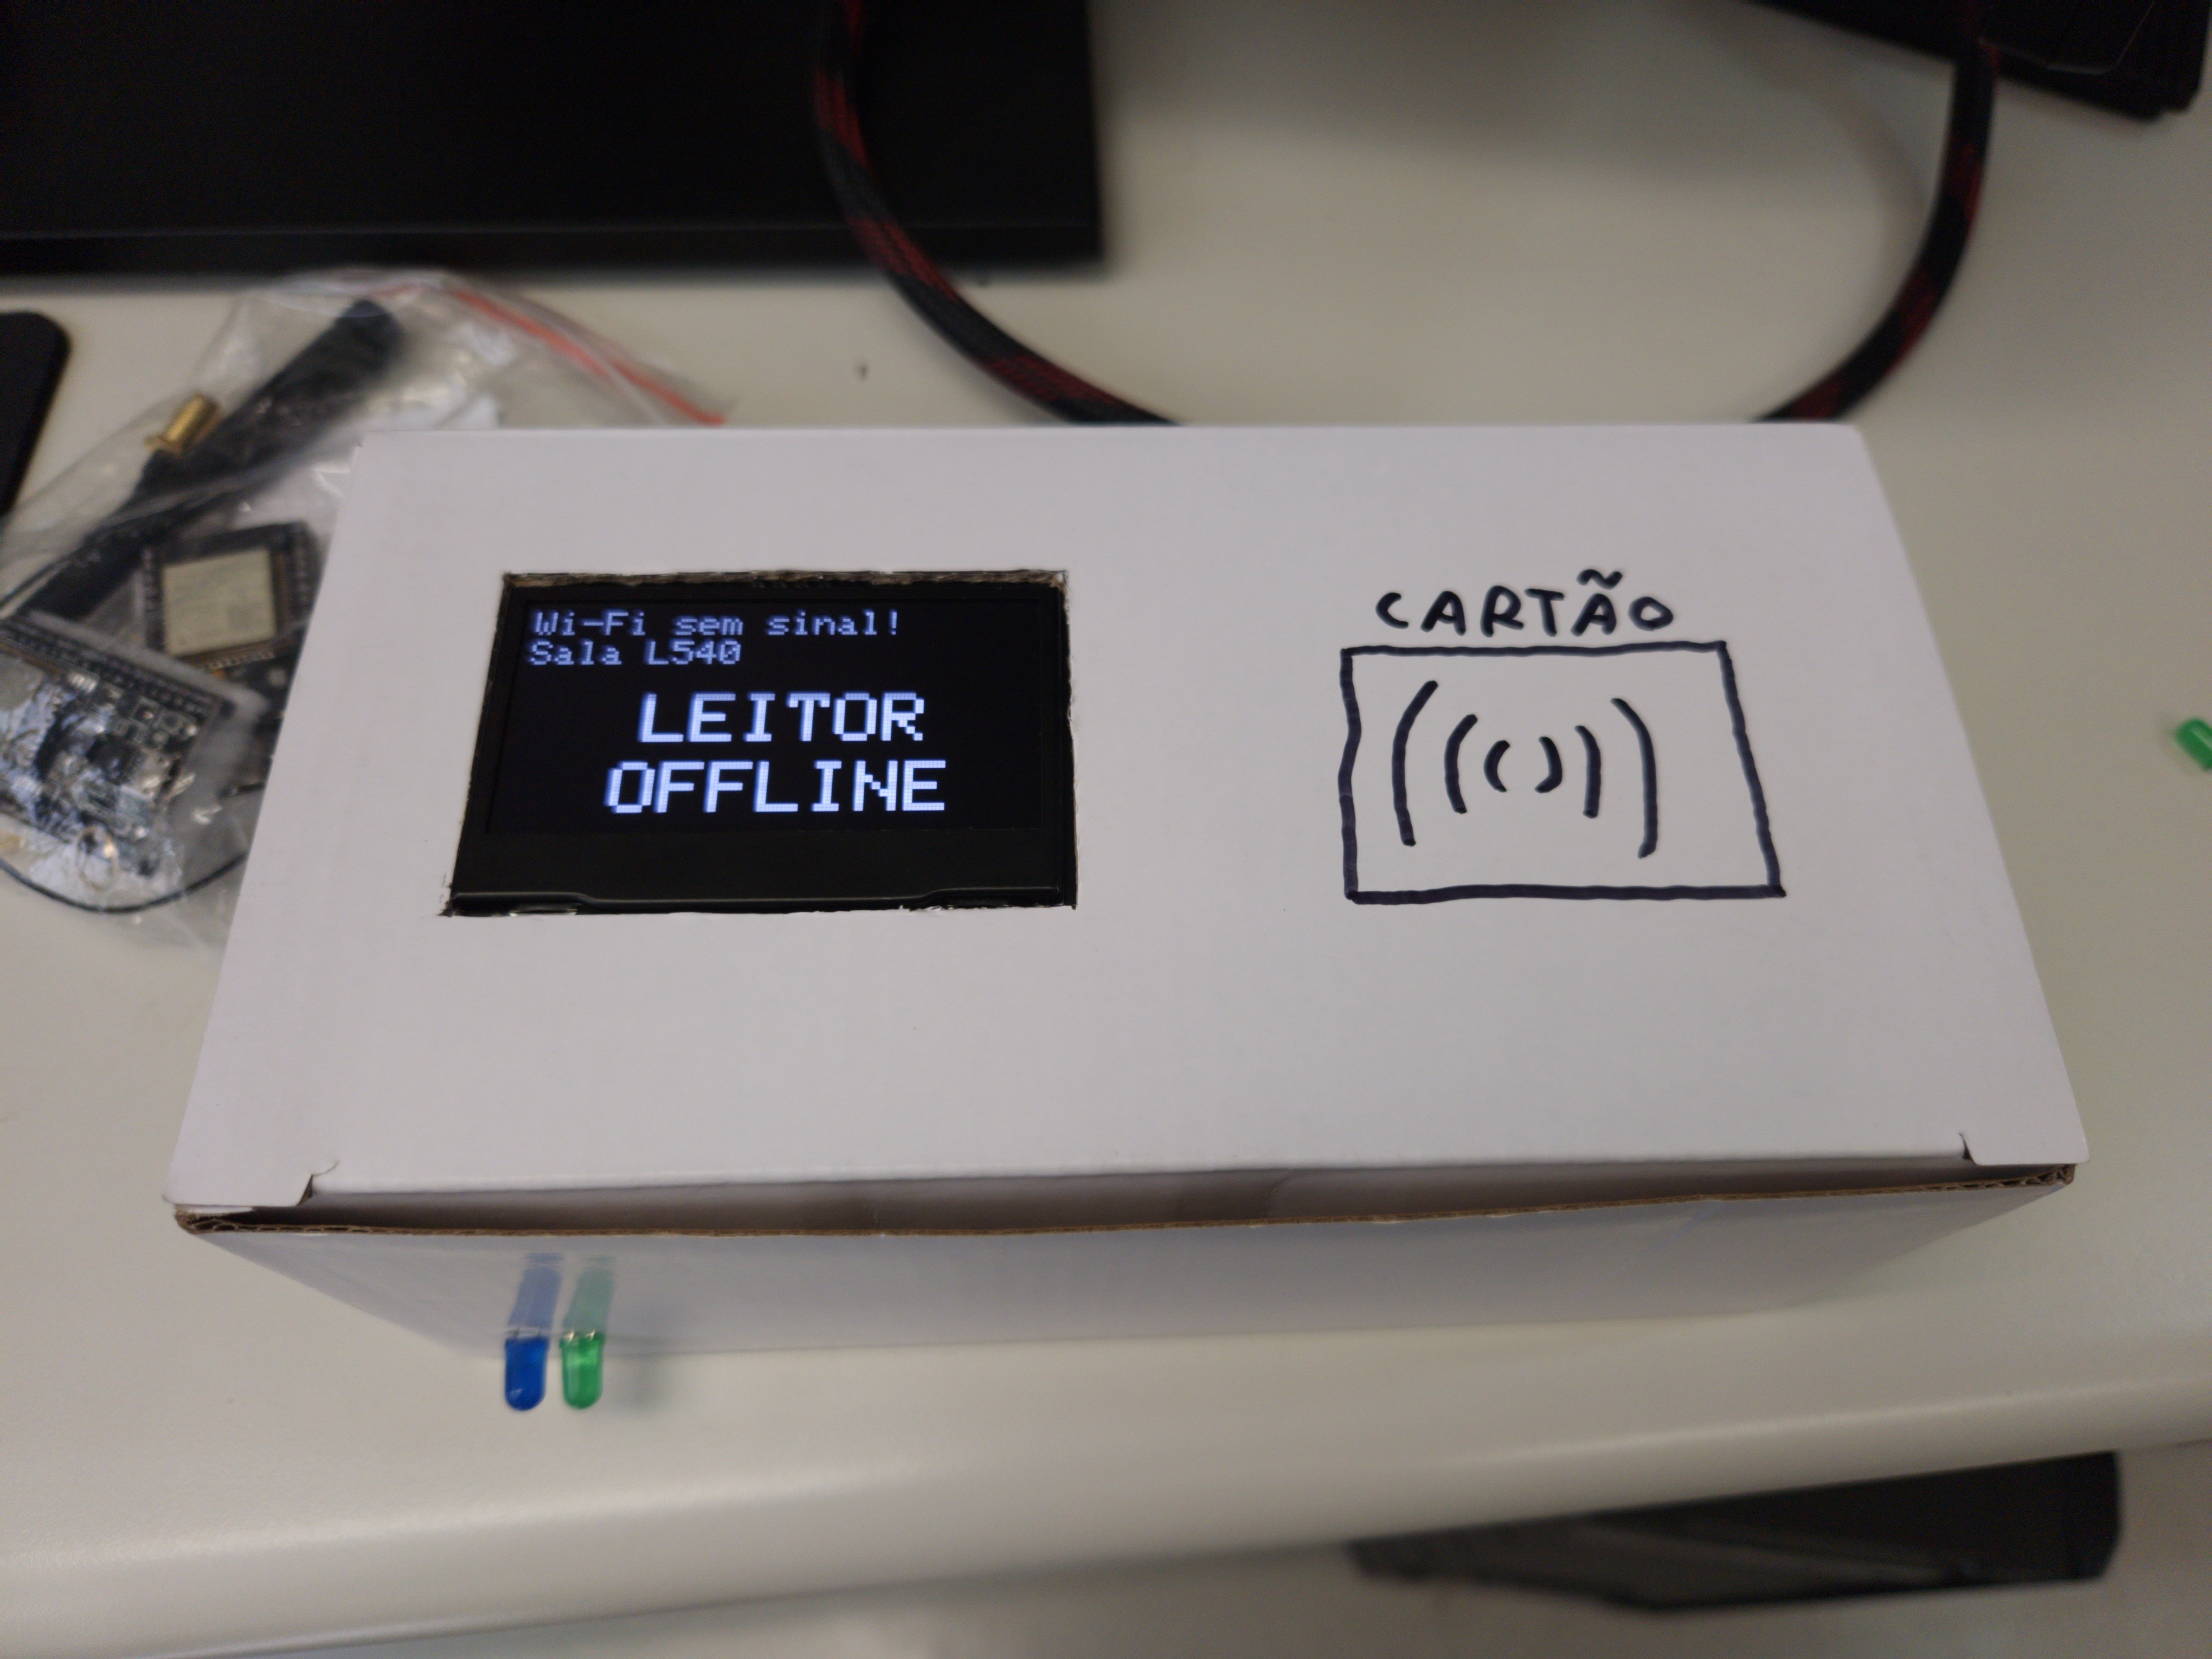 Wi-Fi sem sinal!
Sala L540
LEITOR
OFFLINE
CARTÃO